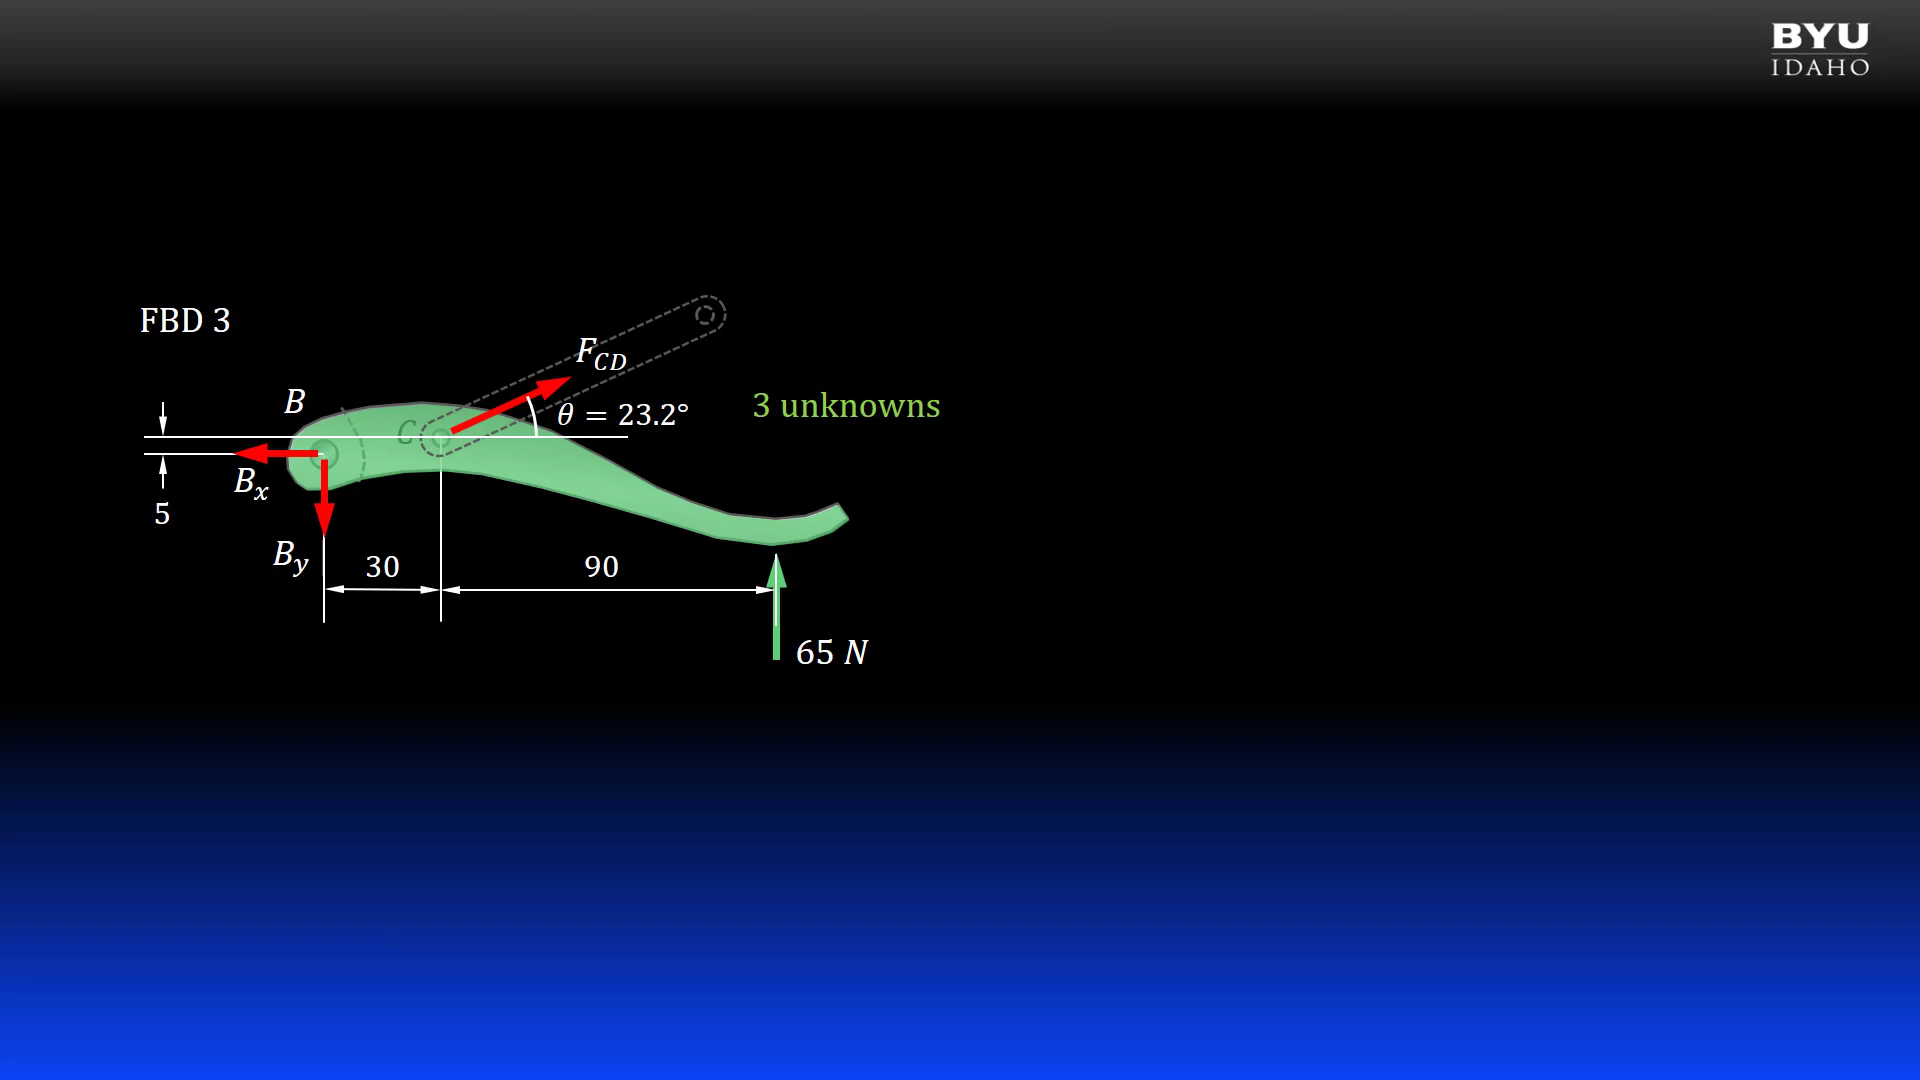 BYU
IDAHO
FBD 3
F_CD
B
3 unknowns
C
θ = 23.2°
B_x
5
B_y
30
90
65 N